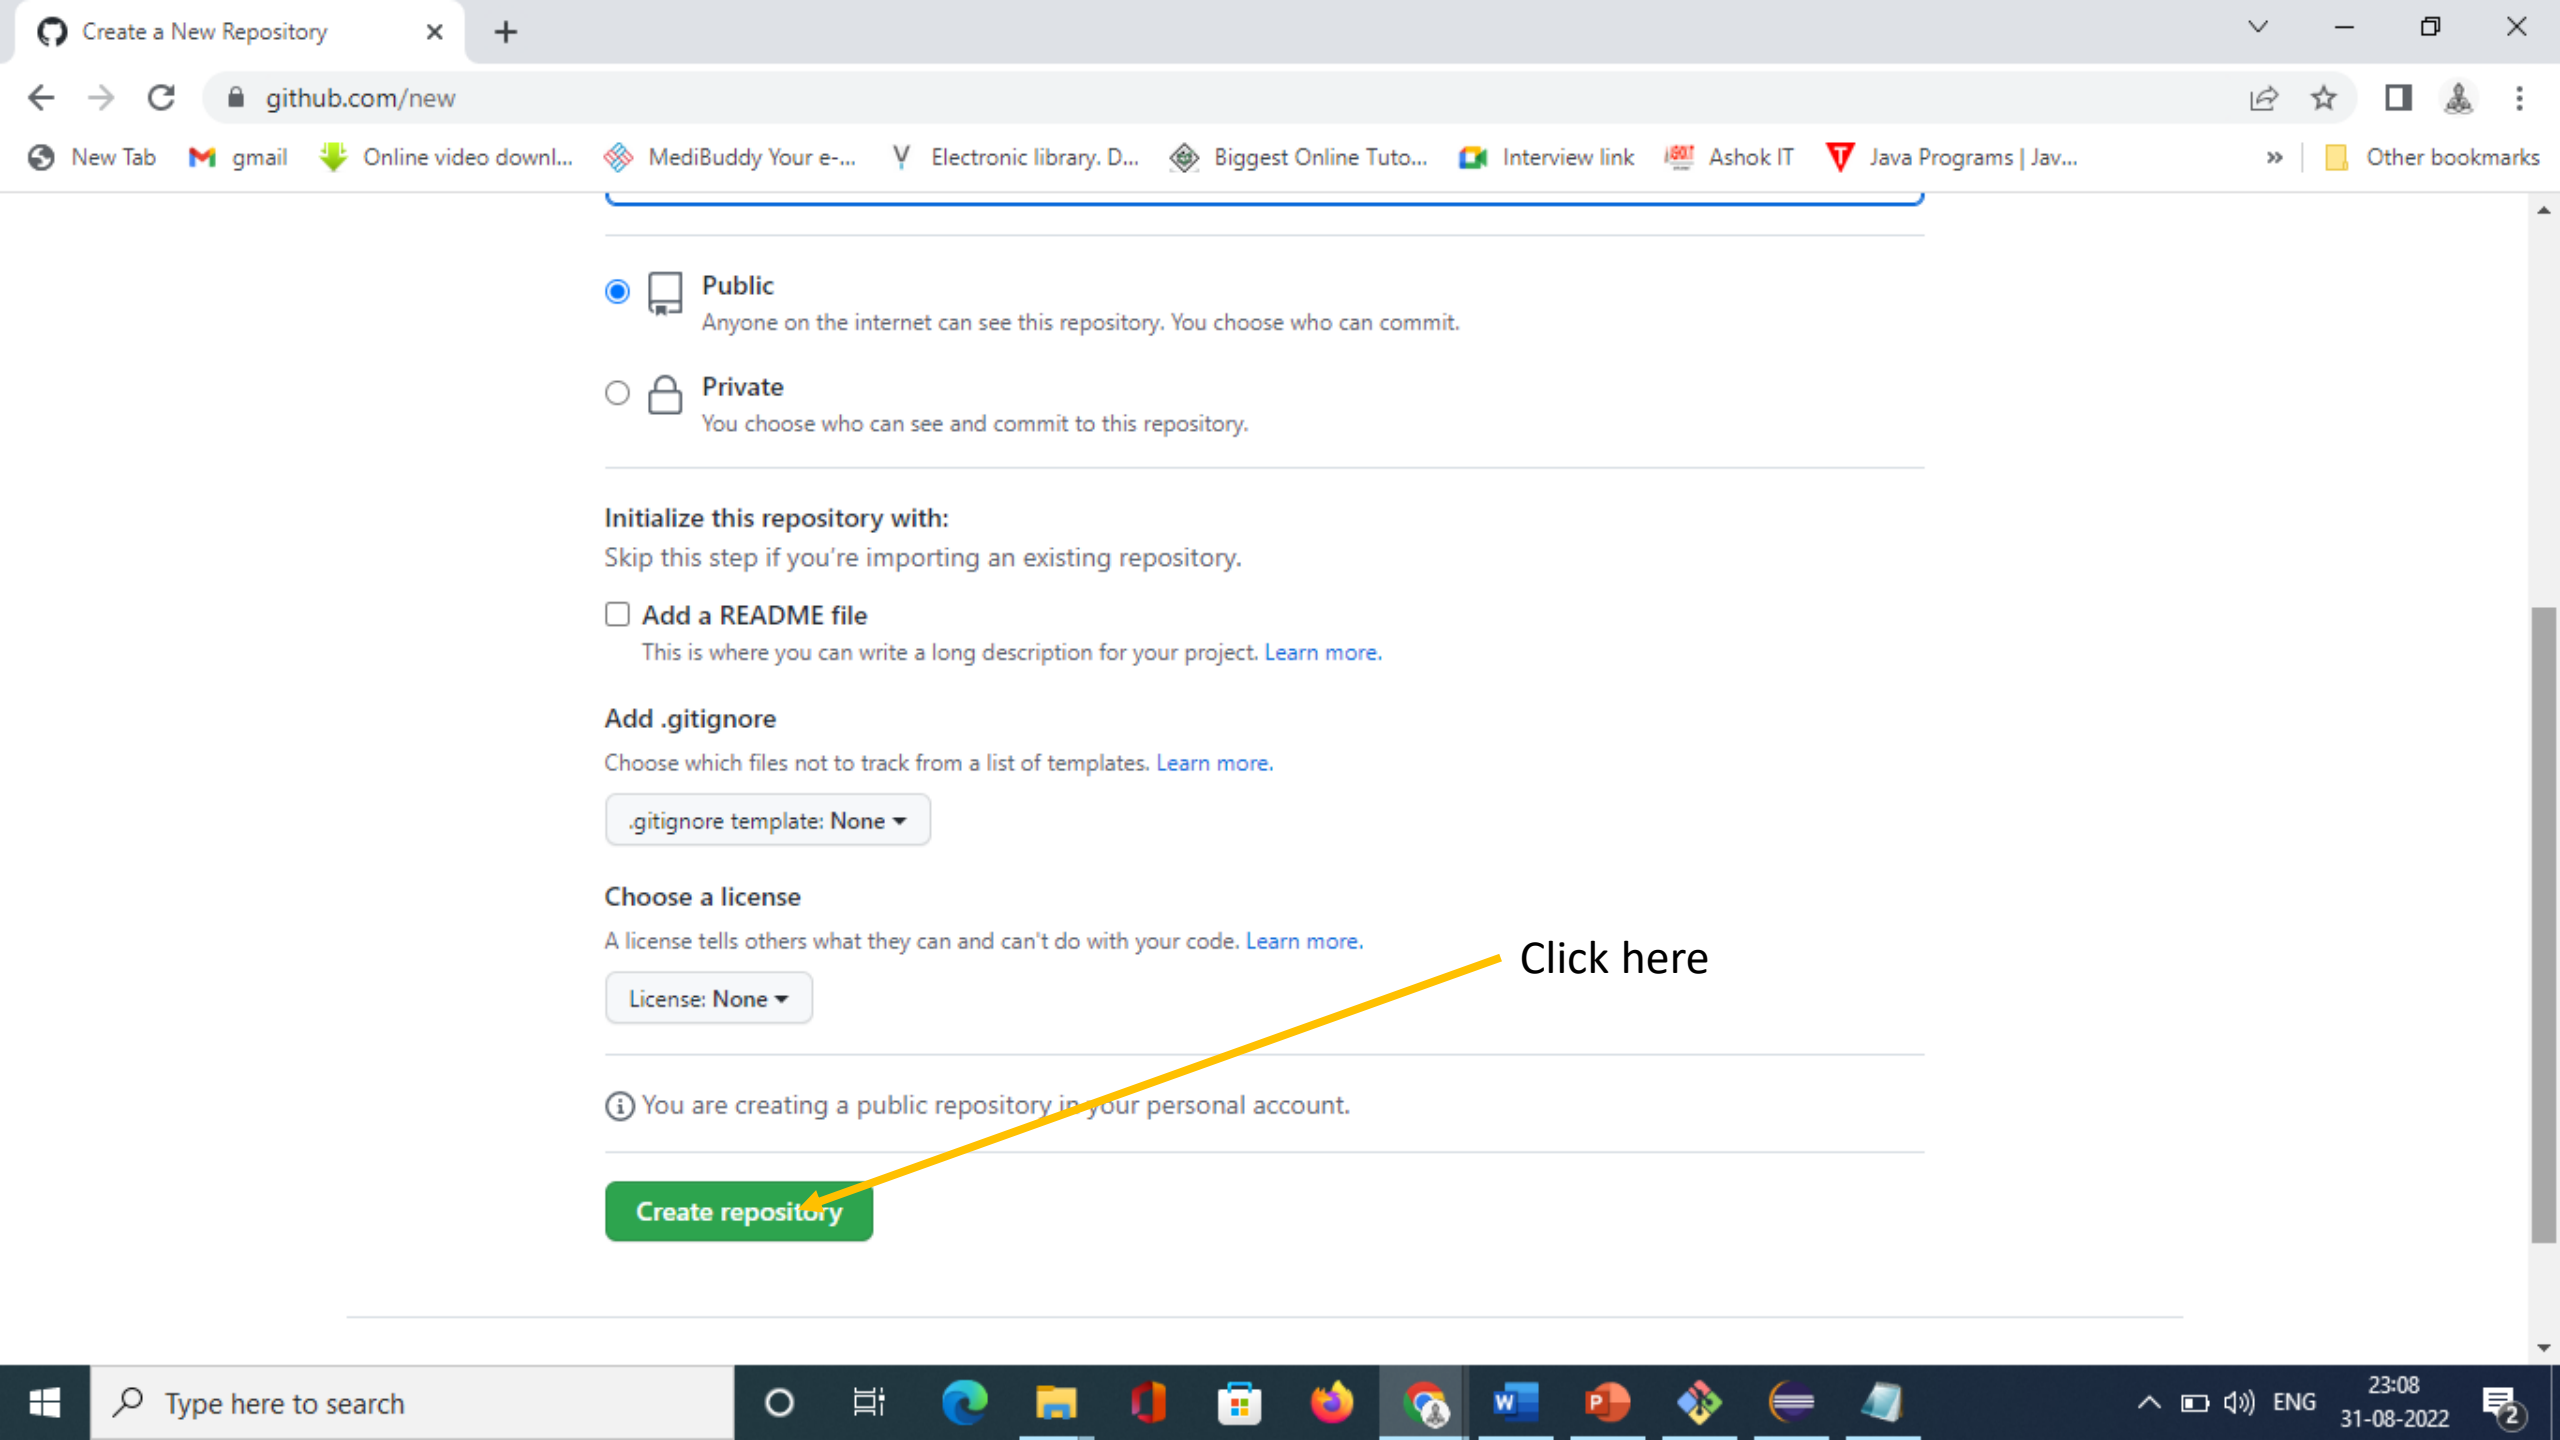 Create a New Repository
github.com/new
New Tab
gmail
Online video downl...
MediBuddy Your e-...
Electronic library. D...
Biggest Online Tuto...
Interview link
Ashok IT
Java Programs | Jav...
»
Other bookmarks
Public
Anyone on the internet can see this repository. You choose who can commit.
Private
You choose who can see and commit to this repository.
Initialize this repository with:
Skip this step if you're importing an existing repository.
Add a README file
This is where you can write a long description for your project. Learn more.
Add .gitignore
Choose which files not to track from a list of templates. Learn more.
.gitignore template: None
Choose a license
A license tells others what they can and can't do with your code. Learn more.
Click here
License: None
You are creating a public repository in your personal account.
Create repository
Type here to search
ENG
23:08
31-08-2022
2